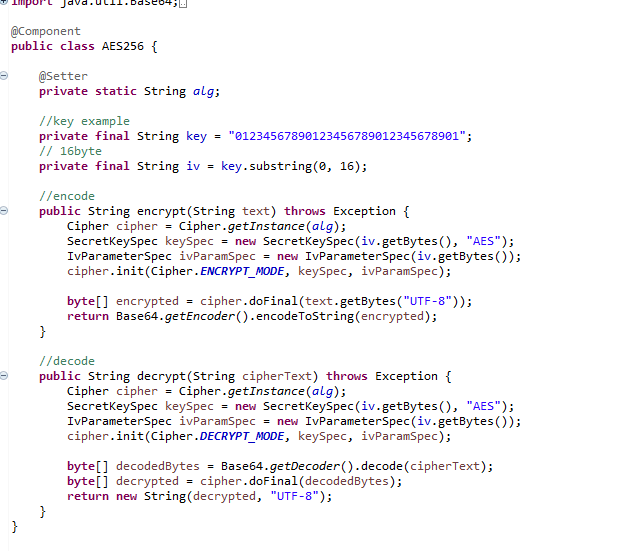 import java.util.Base64;
@Component
public class AES256 {
@Setter
private static String alg;
//key example
private final String key = "01234567890123456789012345678901";
// 16byte
private final String iv = key.substring(0, 16);
//encode
public String encrypt(String text) throws Exception {
Cipher cipher = Cipher.getInstance(alg);
SecretKeySpec keySpec = new SecretKeySpec(iv.getBytes(), "AES");
IvParameterSpec ivParamSpec = new IvParameterSpec(iv.getBytes());
cipher.init(Cipher.ENCRYPT_MODE, keySpec, ivParamSpec);
byte[] encrypted = cipher.doFinal(text.getBytes("UTF-8"));
return Base64.getEncoder().encodeToString(encrypted);
}
//decode
public String decrypt(String cipherText) throws Exception {
Cipher cipher = Cipher.getInstance(alg);
SecretKeySpec keySpec = new SecretKeySpec(iv.getBytes(), "AES");
IvParameterSpec ivParamSpec = new IvParameterSpec(iv.getBytes());
cipher.init(Cipher.DECRYPT_MODE, keySpec, ivParamSpec);
byte[] decodedBytes = Base64.getDecoder().decode(cipherText);
byte[] decrypted = cipher.doFinal(decodedBytes);
return new String(decrypted, "UTF-8");
}
}